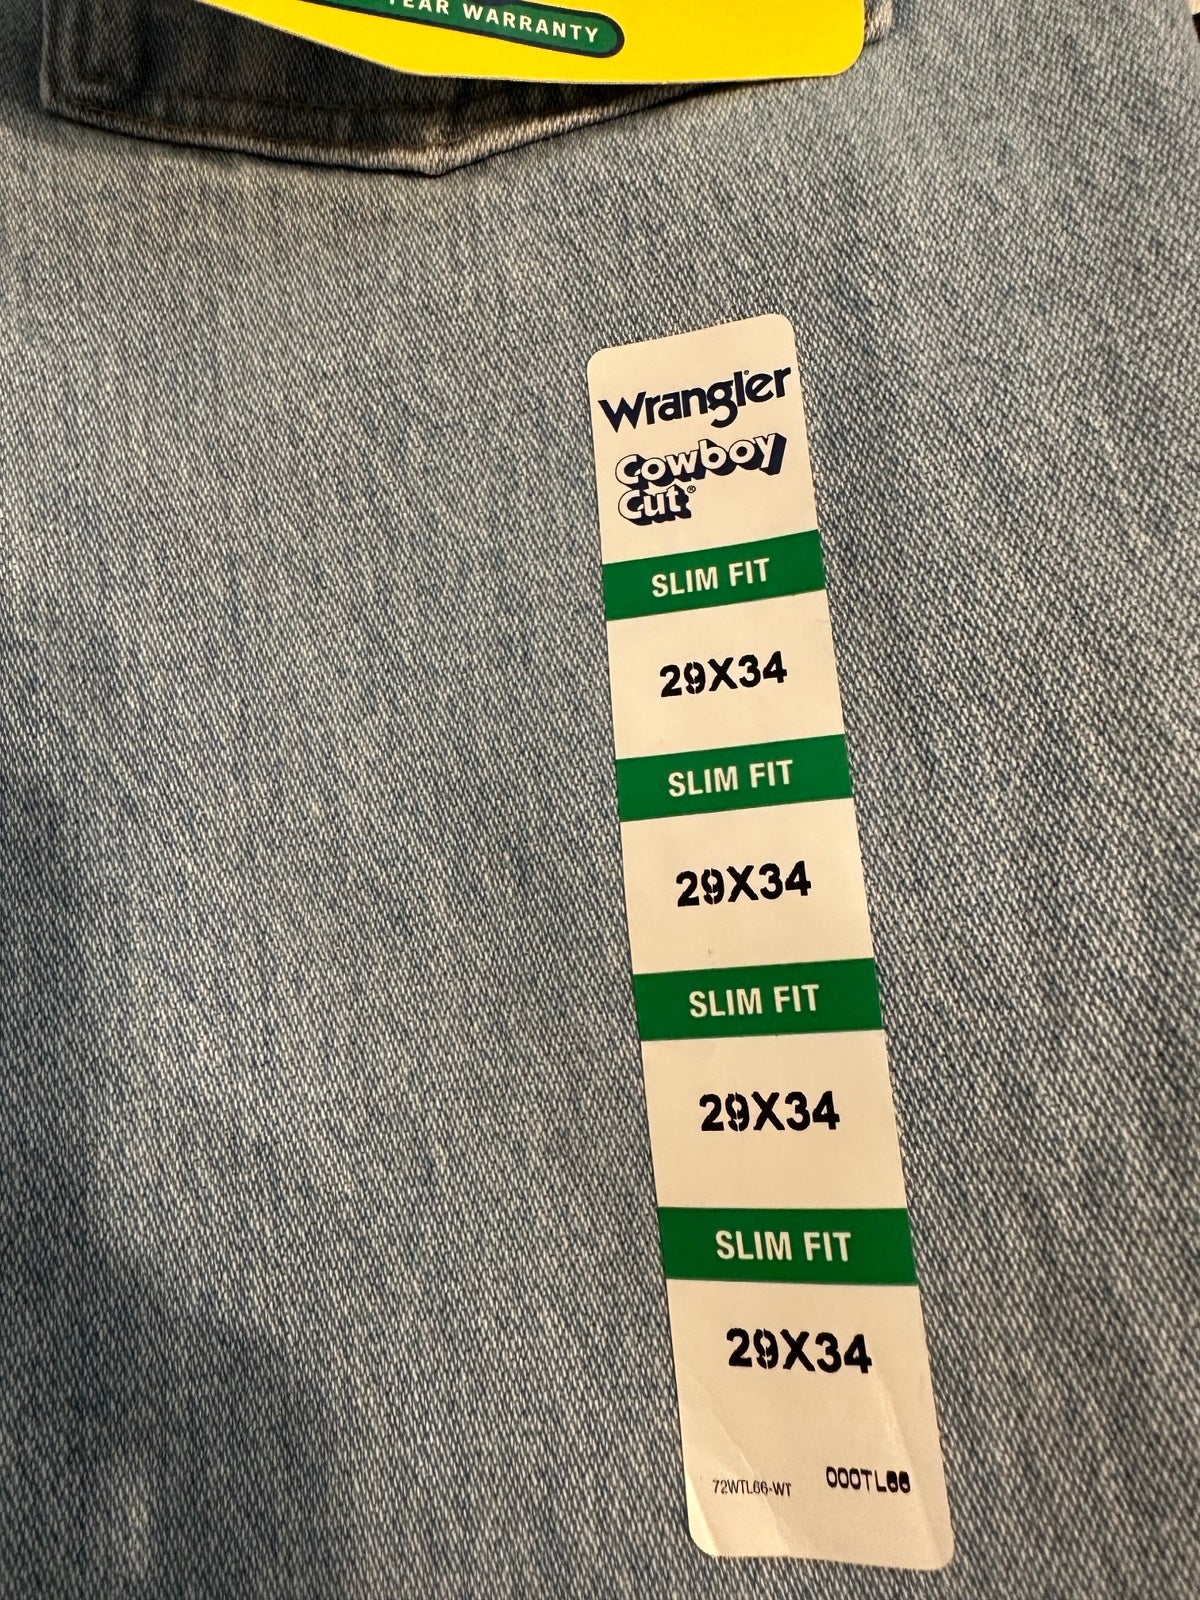 YEAR WARRANTY
Wrangler
Cowboy
Cut®
SLIM FIT
29X34
SLIM FIT
29X34
SLIM FIT
29X34
SLIM FIT
29X34
72WTL66-WT 000TL66